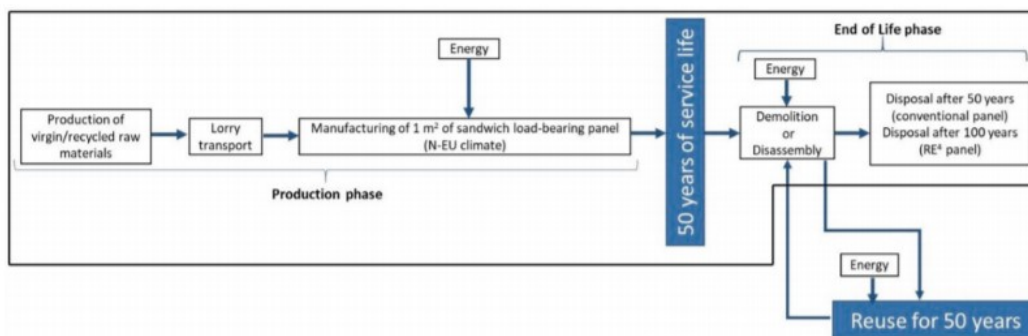 End of Life phase
Energy
Energy
Production of
virgin/recycled raw
materials
Lorry
transport
Manufacturing of 1 m² of sandwich load-bearing panel
(N-EU climate)
50 years of service life
Demolition
or
Disassembly
Disposal after 50 years
(conventional panel)
Disposal after 100 years
(RE⁴ panel)
Production phase
Energy
Reuse for 50 years